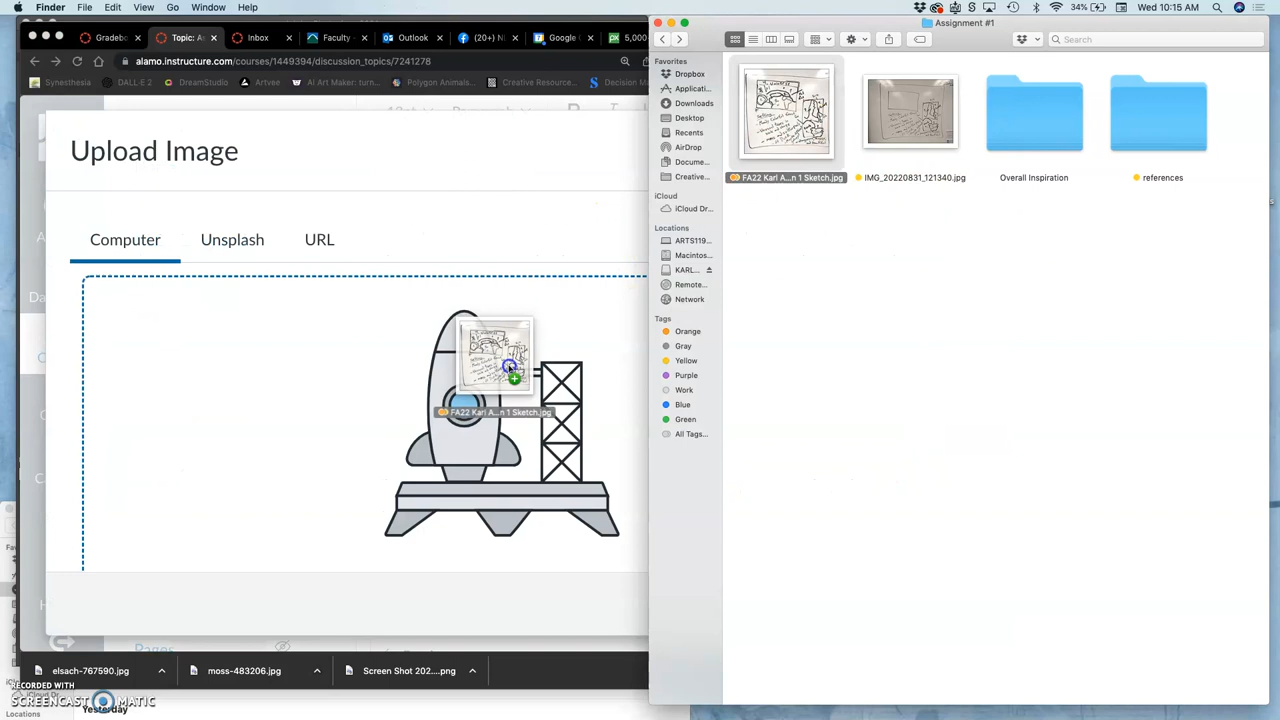 Finder File Edit View Go Window Help
34% Wed 10:15 AM
Gradebo Topic: As Inbox Faculty - Outlook (20+) N Google C 5,000
alamo.instructure.com/courses/1449394/discussion_topics/7241278
Synesthesia DALL-E 2 DreamStudio Artvee AI Art Maker: turn... Polygon Animals... Creative Resource... Decision M
Upload Image
Computer Unsplash URL
FA22 Karl A...n 1 Sketch.jpg
Pages
elsach-767590.jpg moss-483206.jpg Screen Shot 202....png
RECORDED WITH
SCREENCAST MATIC
Yesterday
Locations
Assignment #1
Search
Favorites
Dropbox
Applicati...
Downloads
Desktop
Recents
AirDrop
Docume...
Creative...
iCloud
iCloud Dr...
Locations
ARTS119...
Macintos...
KARL...
Remote...
Network
Tags
Orange
Gray
Yellow
Purple
Work
Blue
Green
All Tags...
FA22 Karl A...n 1 Sketch.jpg IMG_20220831_121340.jpg Overall Inspiration references